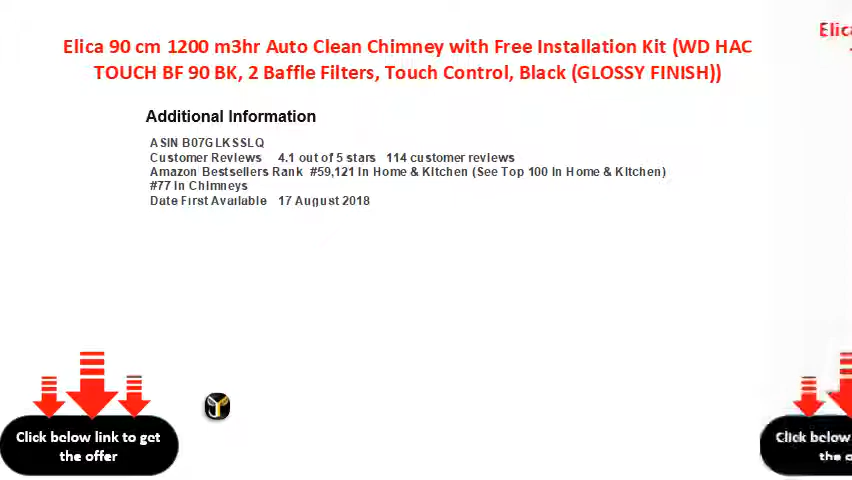 Elica 90 cm 1200 m3hr Auto Clean Chimney with Free Installation Kit (WD HAC
TOUCH BF 90 BK, 2 Baffle Filters, Touch Control, Black (GLOSSY FINISH))
Additional Information
ASIN B07GLKSSLQ
Customer Reviews 4.1 out of 5 stars 114 customer reviews
Amazon Bestsellers Rank #59,121 in Home & Kitchen (See Top 100 in Home & Kitchen)
#77 in Chimneys
Date First Available 17 August 2018
Click below link to get
the offer
Click below
the